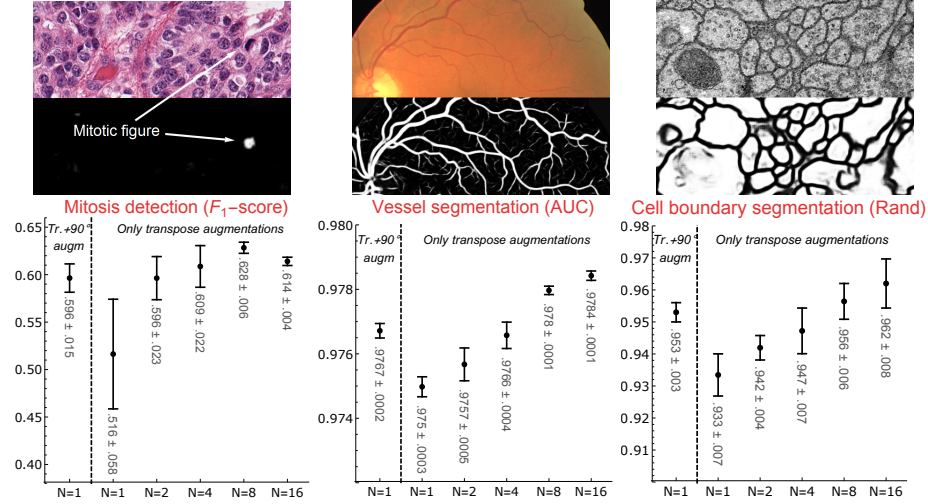 Mitotic figure
Mitosis detection (F1−score)
Tr.+90°
augm
Only transpose augmentations
0.65
0.60
0.55
0.50
0.45
0.40
.596 ± .015
.516 ± .058
.596 ± .023
.609 ± .022
.628 ± .006
.614 ± .004
N=1 N=1 N=2 N=4 N=8 N=16
Vessel segmentation (AUC)
Tr.+90°
augm
Only transpose augmentations
0.980
0.978
0.976
0.974
.9767 ± .0002
.975 ± .0003
.9757 ± .0005
.9766 ± .0004
.978 ± .0001
.9784 ± .0001
N=1 N=1 N=2 N=4 N=8 N=16
Cell boundary segmentation (Rand)
Tr.+90°
augm
Only transpose augmentations
0.98
0.97
0.96
0.95
0.94
0.93
0.92
0.91
.953 ± .003
.933 ± .007
.942 ± .004
.947 ± .007
.956 ± .006
.962 ± .008
N=1 N=1 N=2 N=4 N=8 N=16